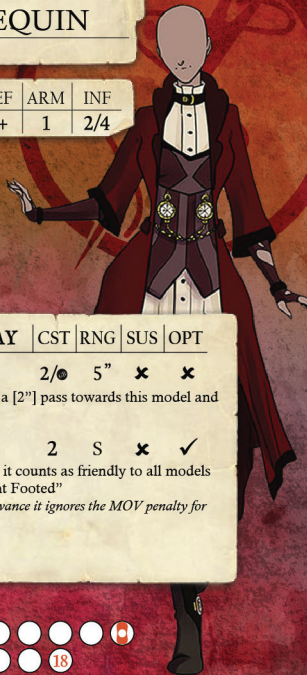 EQUIN
EF ARM INF
+ 1 2/4
AY CST RNG SUS OPT
2/ 5” ✘ ✘
a [2”] pass towards this model and
2 S ✘ ✓
it counts as friendly to all models
nt Footed”
vance it ignores the MOV penalty for
18